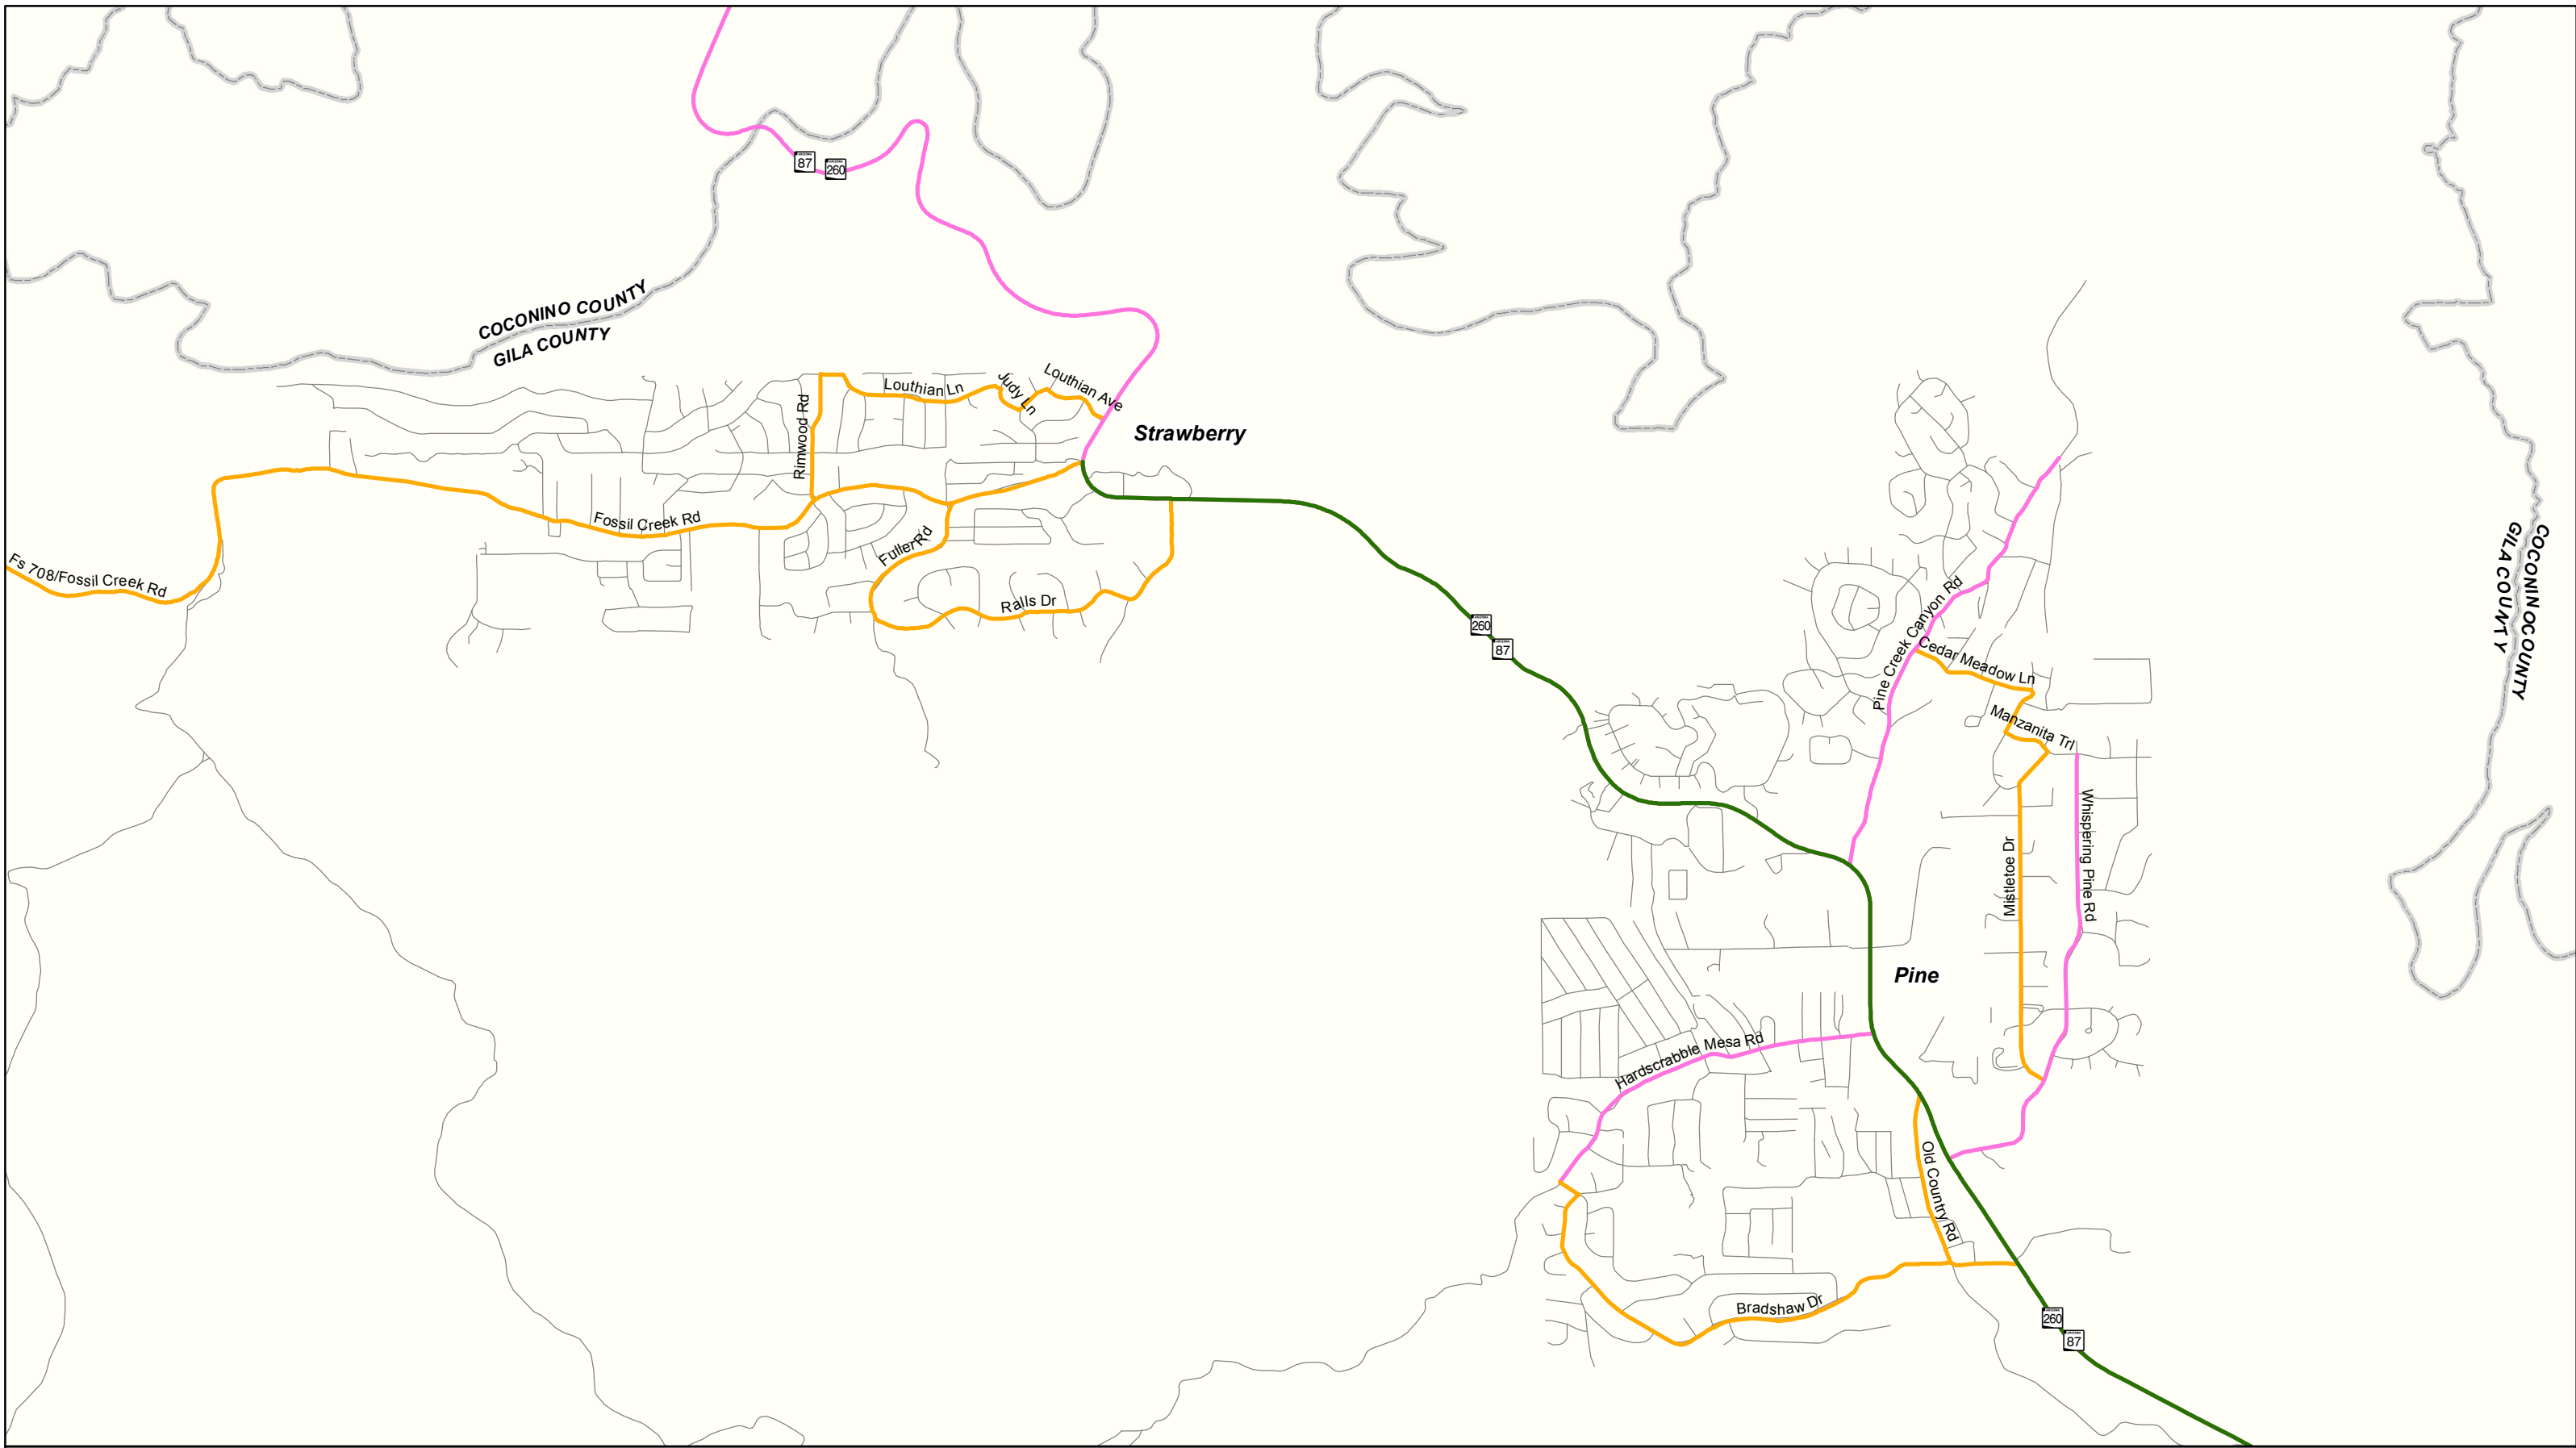 87
260
COCONINO COUNTY
GILA COUNTY
Louthian Ln
Judy Ln
Louthian Ave
Rimwood Rd
Strawberry
Fossil Creek Rd
Fuller Rd
Fs 708/Fossil Creek Rd
Ralls Dr
260
87
COCONINO COUNTY
GILA COUNTY
Pine Creek Canyon Rd
Cedar Meadow Ln
Manzanita Trl
Mistletoe Dr
Whispering Pine Rd
Pine
Hardscrabble Mesa Rd
Old Country Rd
Bradshaw Dr
260
87